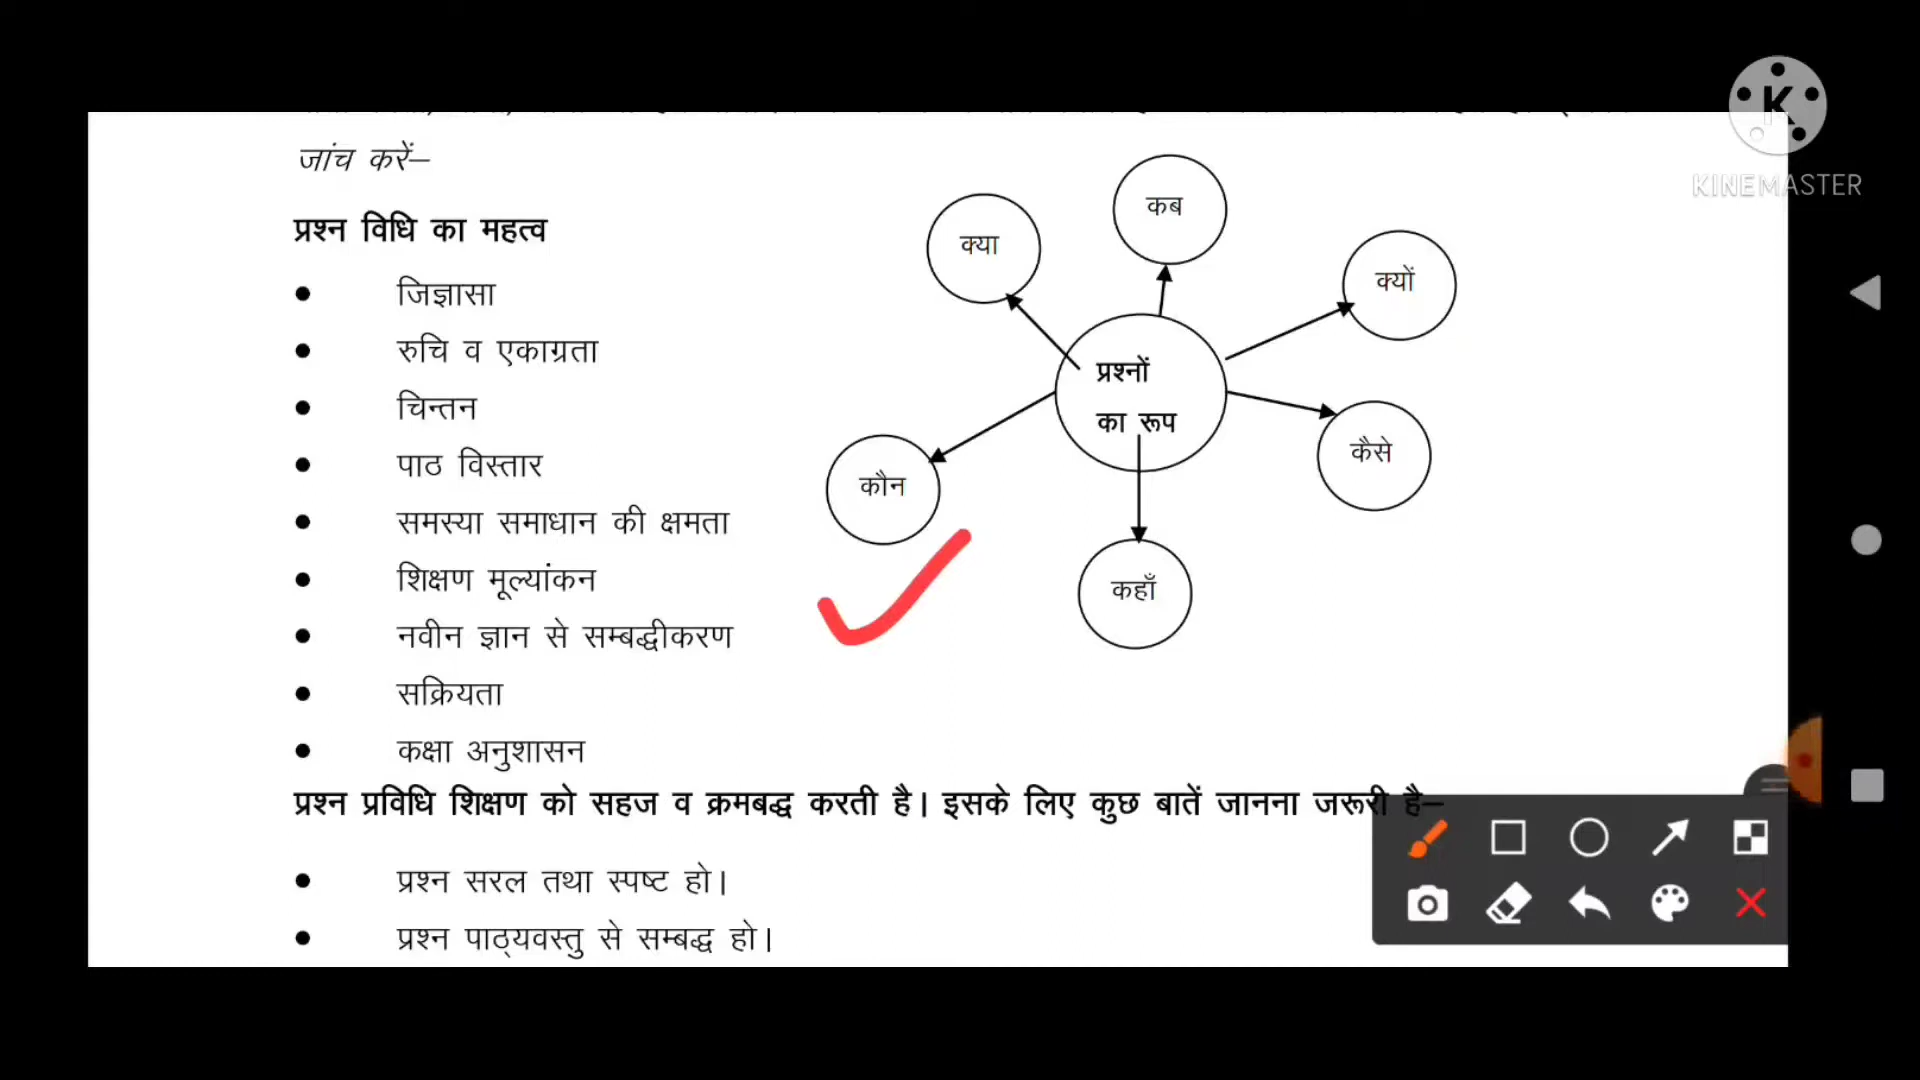 जांच करें–
प्रश्न विधि का महत्व
● जिज्ञासा
● रुचि व एकाग्रता
● चिन्तन
● पाठ विस्तार
● समस्या समाधान की क्षमता
● शिक्षण मूल्यांकन
● नवीन ज्ञान से सम्बद्धीकरण
● सक्रियता
● कक्षा अनुशासन
प्रश्न प्रविधि शिक्षण को सहज व क्रमबद्ध करती है। इसके लिए कुछ बातें जानना जरूरी है–
● प्रश्न सरल तथा स्पष्ट हो।
● प्रश्न पाठ्यवस्तु से सम्बद्ध हो।
प्रश्नों
का रूप
क्या
कब
क्यों
कैसे
कहाँ
कौन
K
KINEMASTER